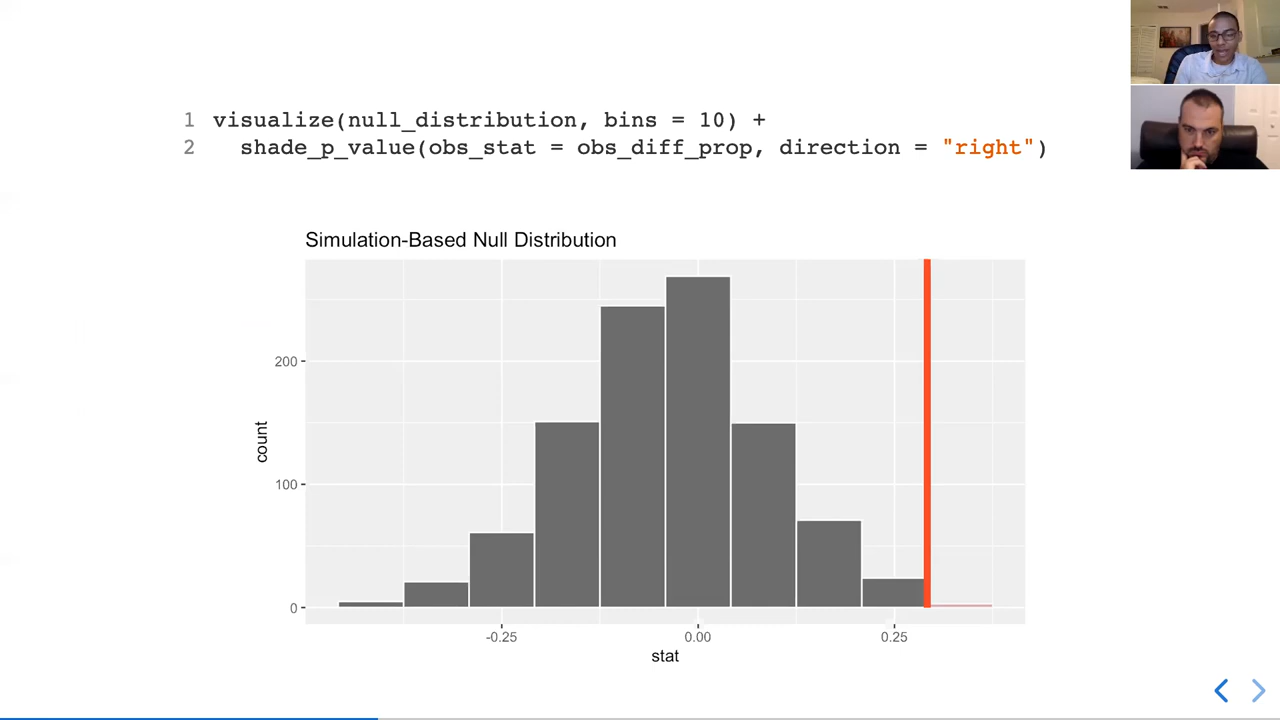 1 visualize(null_distribution, bins = 10) +
2 shade_p_value(obs_stat = obs_diff_prop, direction = "right")
Simulation-Based Null Distribution
200
100
0
count
-0.25 0.00 0.25
stat